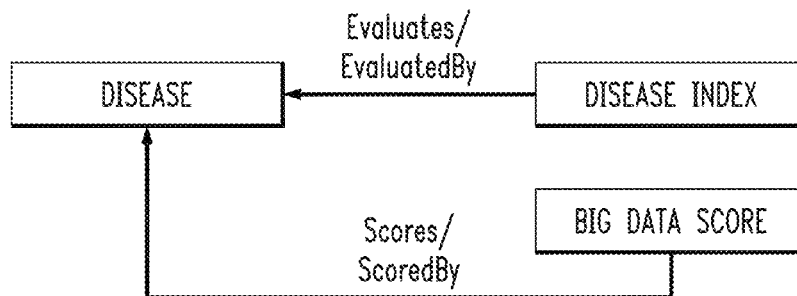 Evaluates/
EvaluatedBy
DISEASE
DISEASE INDEX
BIG DATA SCORE
Scores/
ScoredBy